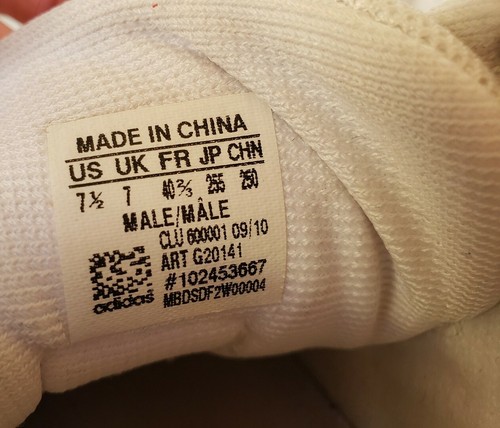 MADE IN CHINA
US UK FR JP CHN
7½ 7 40⅔ 255 250
MALE/MÂLE
CLU 600001 09/10
ART G20141
#102453667
adidas MBDSDF2W00004